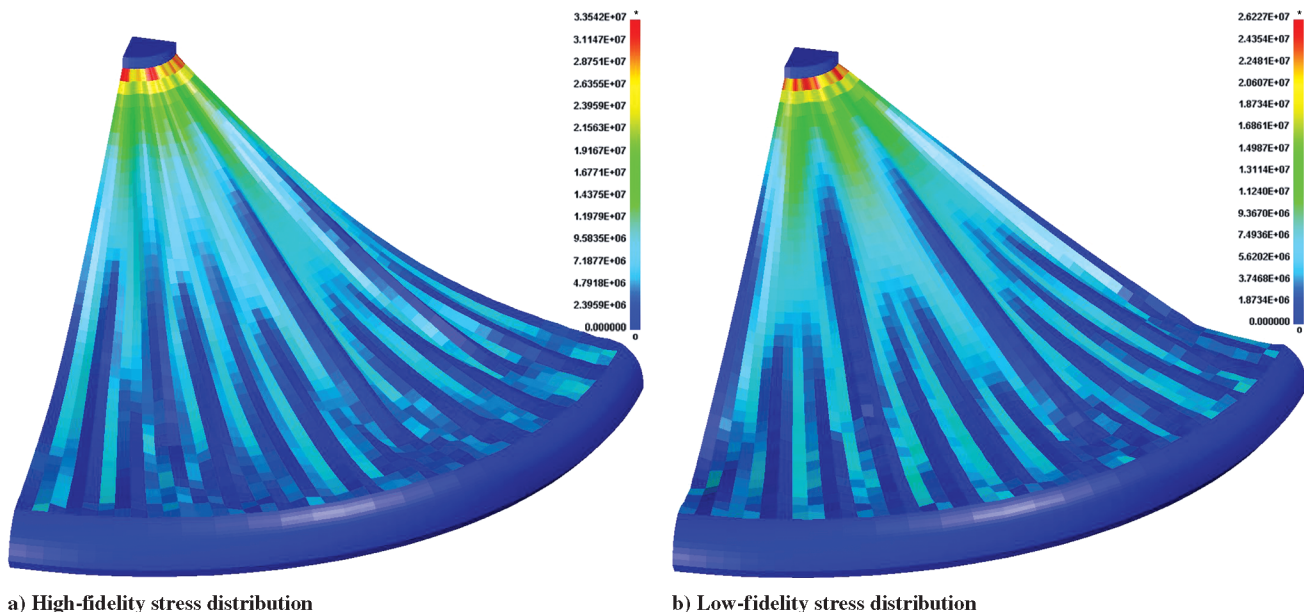 3.3542E+07 *
3.1147E+07
2.8751E+07
2.6355E+07
2.3959E+07
2.1563E+07
1.9167E+07
1.6771E+07
1.4375E+07
1.1979E+07
9.5835E+06
7.1877E+06
4.7918E+06
2.3959E+06
0.000000
0
2.6227E+07 *
2.4354E+07
2.2481E+07
2.0607E+07
1.8734E+07
1.6861E+07
1.4987E+07
1.3114E+07
1.1240E+07
9.3670E+06
7.4936E+06
5.6202E+06
3.7468E+06
1.8734E+06
0.000000
0
a) High-fidelity stress distribution
b) Low-fidelity stress distribution